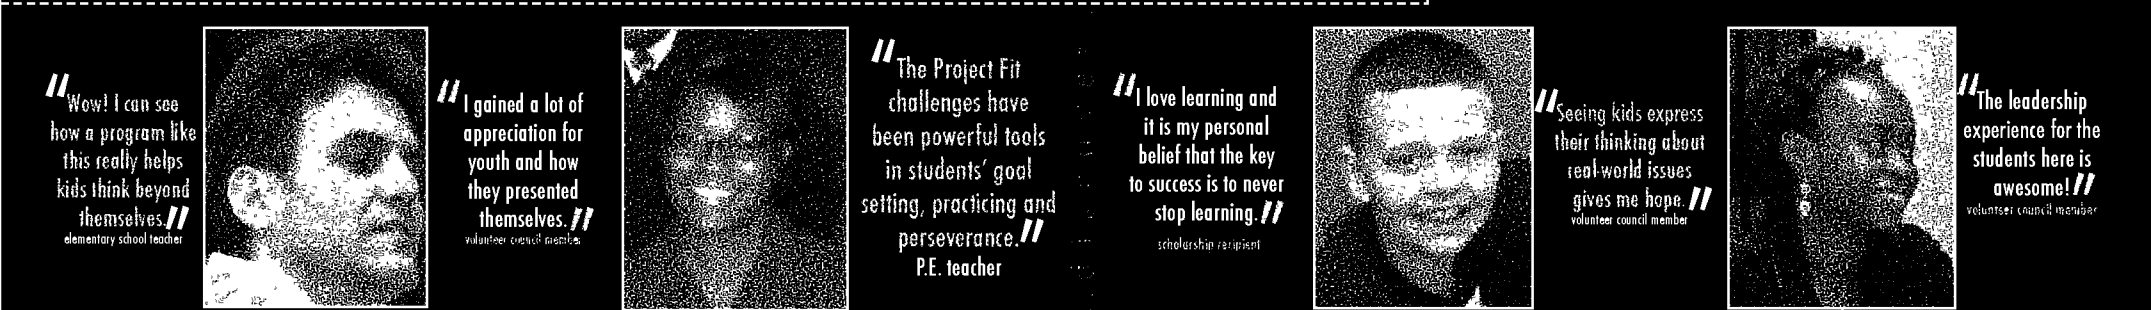 "Wow! I can see
how a program like
this really helps
kids think beyond
themselves."
elementary school teacher
"I gained a lot of
appreciation for
youth and how
they presented
themselves."
volunteer council member
"The Project Fit
challenges have
been powerful tools
in students' goal
setting, practicing and
perseverance."
P.E. teacher
"I love learning and
it is my personal
belief that the key
to success is to never
stop learning."
scholarship recipient
"Seeing kids express
their thinking about
real-world issues
gives me hope."
volunteer council member
"The leadership
experience for the
students here is
awesome!"
volunteer council member